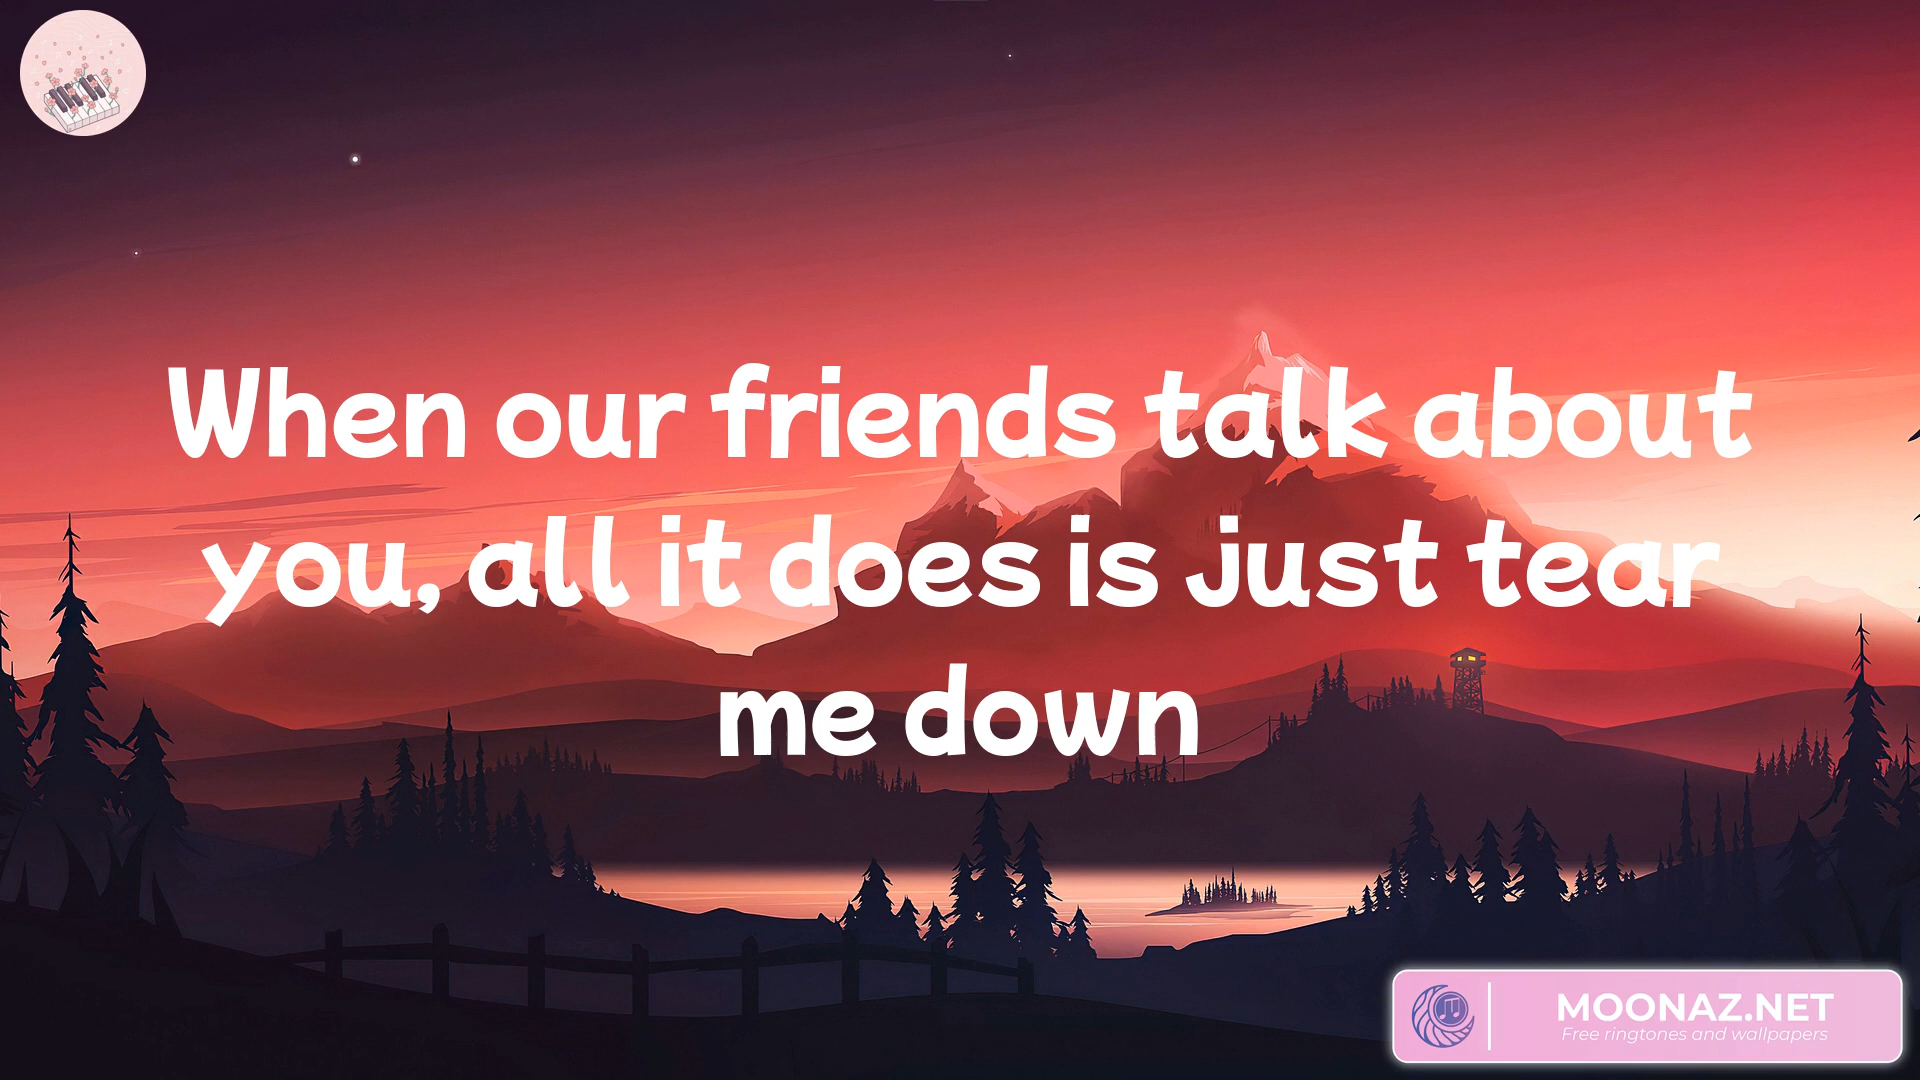 When our friends talk about
you, all it does is just tear
me down
MOONAZ.NET
Free ringtones and wallpapers